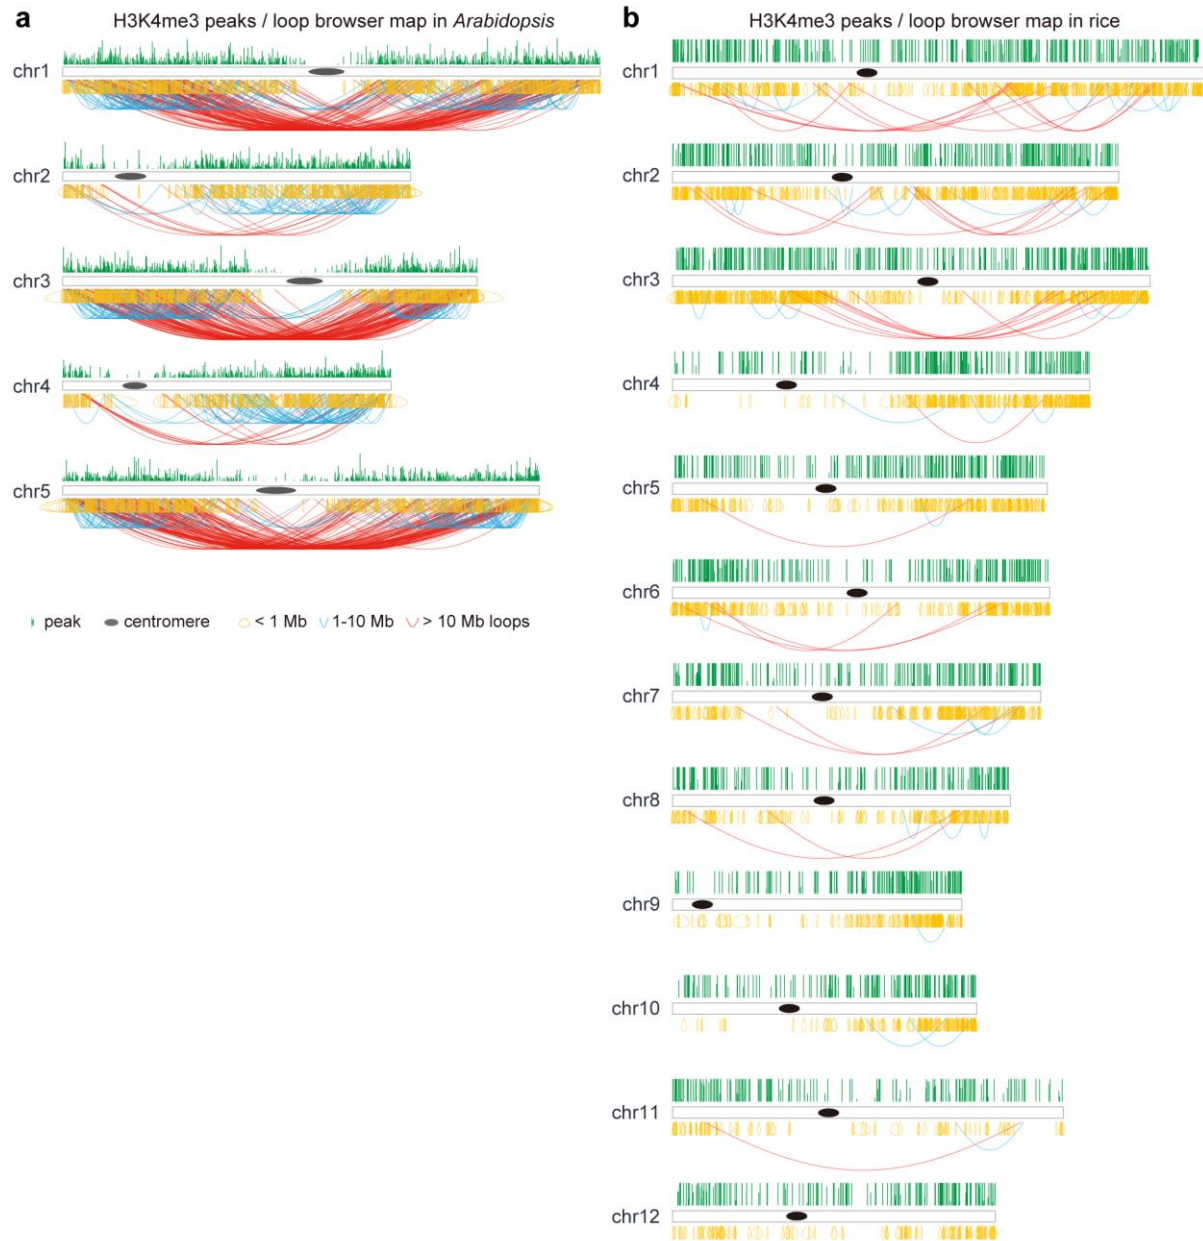 a
H3K4me3 peaks / loop browser map in Arabidopsis
chr1
chr2
chr3
chr4
chr5
peak centromere < 1 Mb 1-10 Mb > 10 Mb loops
b
H3K4me3 peaks / loop browser map in rice
chr1
chr2
chr3
chr4
chr5
chr6
chr7
chr8
chr9
chr10
chr11
chr12